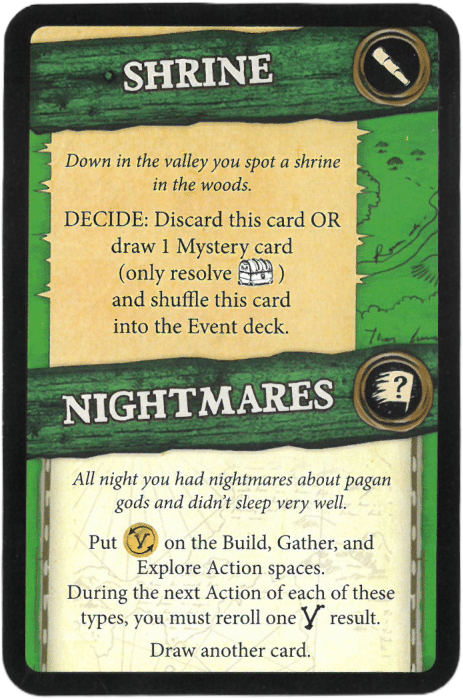 SHRINE
Down in the valley you spot a shrine
in the woods.
DECIDE: Discard this card OR
draw 1 Mystery card
(only resolve )
and shuffle this card
into the Event deck.
NIGHTMARES
?
All night you had nightmares about pagan
gods and didn't sleep very well.
Put on the Build, Gather, and
Explore Action spaces.
During the next Action of each of these
types, you must reroll one result.
Draw another card.